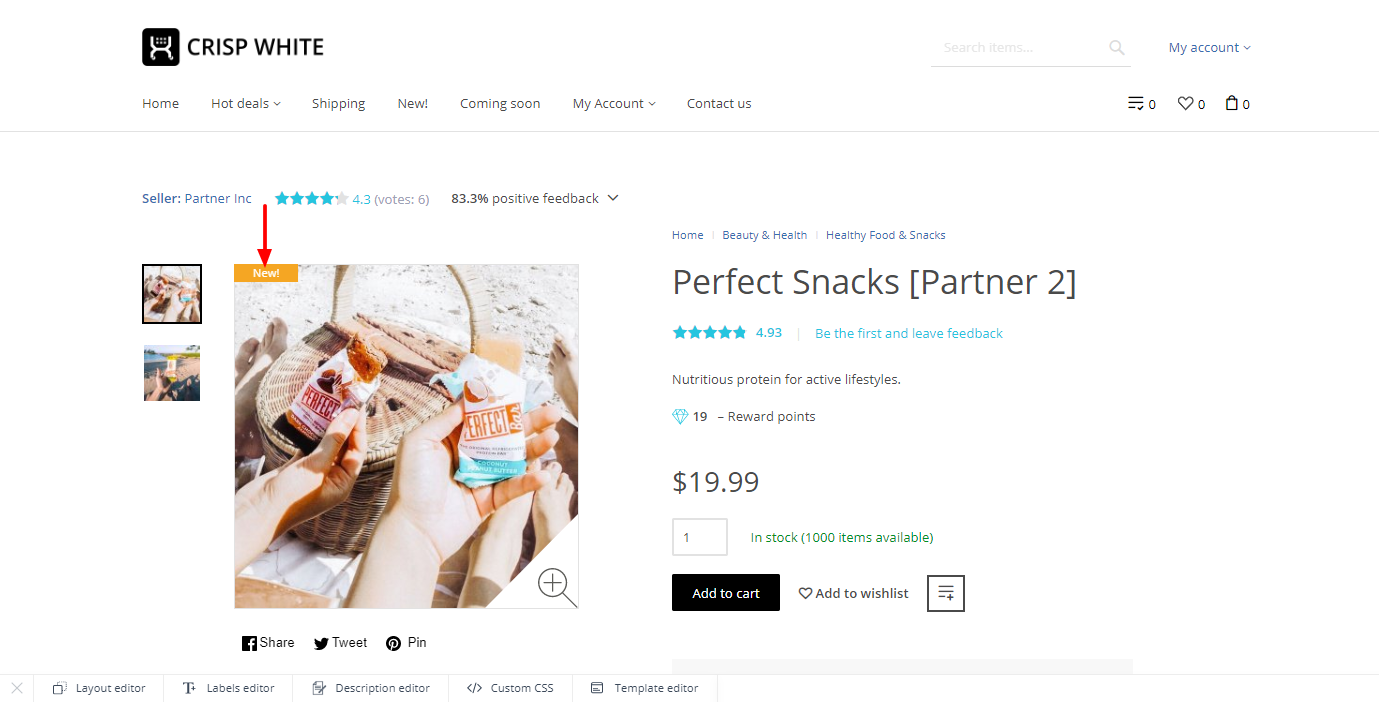 CRISP WHITE
Search items...
My account
Home
Hot deals
Shipping
New!
Coming soon
My Account
Contact us
0
0
0
Seller: Partner Inc
4.3 (votes: 6)
83.3% positive feedback
Home
Beauty & Health
Healthy Food & Snacks
New!
PERFECT
PERFECT
BAR
COCONUT
PEANUT BUTTER
Perfect Snacks [Partner 2]
4.93
Be the first and leave feedback
Nutritious protein for active lifestyles.
19 – Reward points
$19.99
1
In stock (1000 items available)
Add to cart
Add to wishlist
Share
Tweet
Pin
Layout editor
Labels editor
Description editor
Custom CSS
Template editor